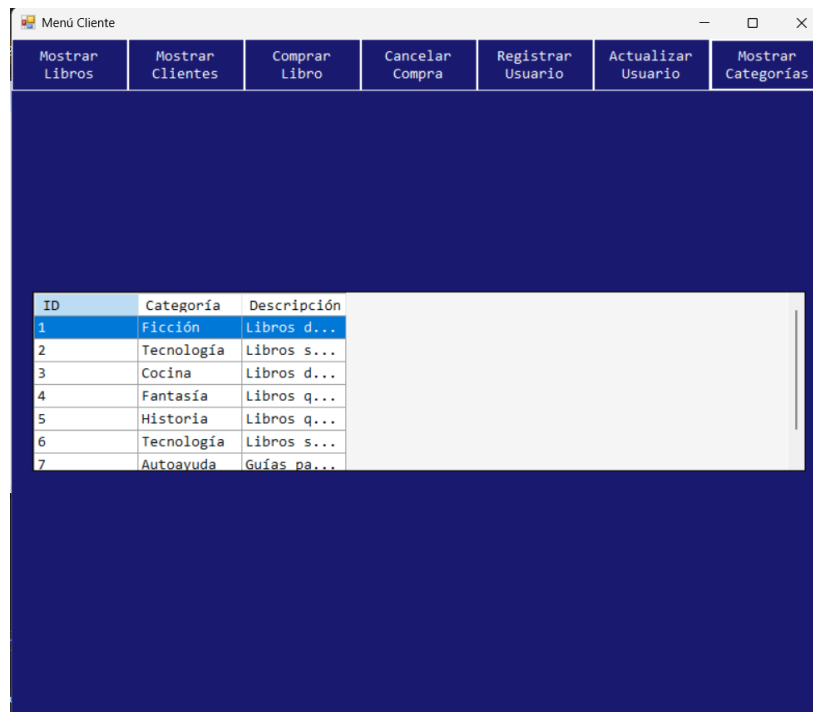 Menú Cliente
Mostrar Libros
Mostrar Clientes
Comprar Libro
Cancelar Compra
Registrar Usuario
Actualizar Usuario
Mostrar Categorías
ID Categoría Descripción
1 Ficción Libros d...
2 Tecnología Libros s...
3 Cocina Libros d...
4 Fantasía Libros q...
5 Historia Libros q...
6 Tecnología Libros s...
7 Autoayuda Guías pa...